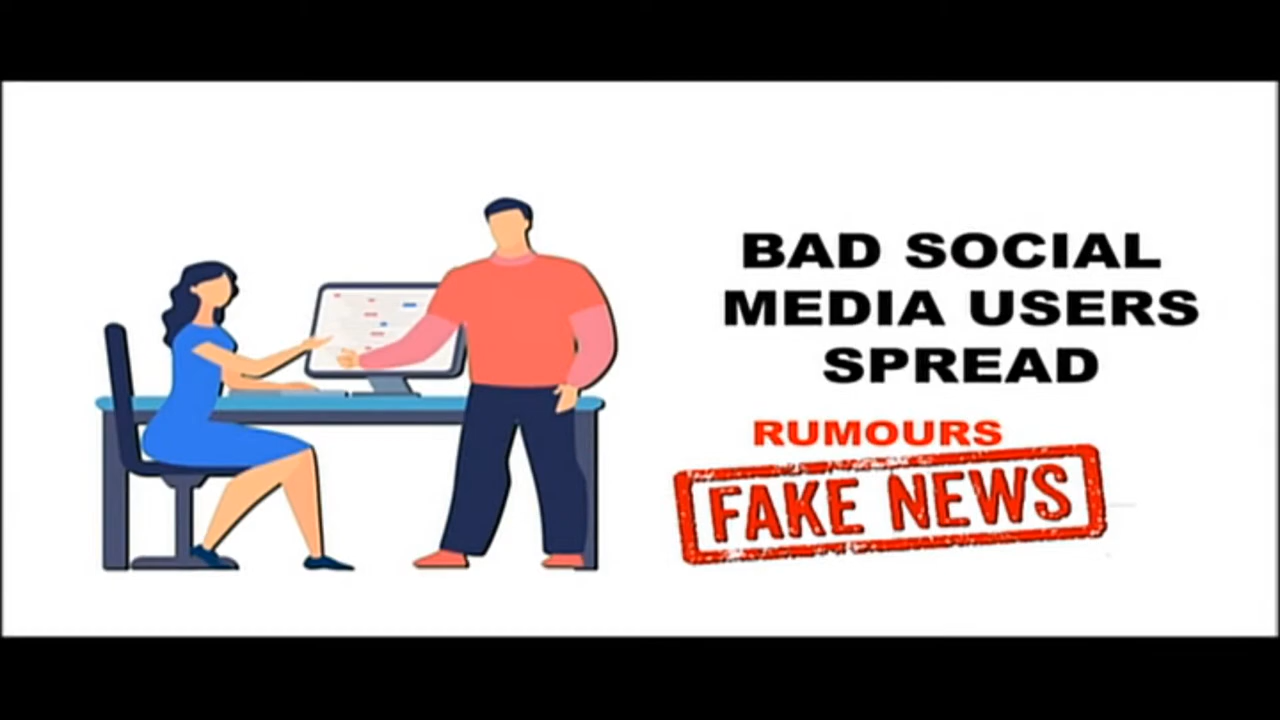 BAD SOCIAL
MEDIA USERS
SPREAD
RUMOURS
FAKE NEWS